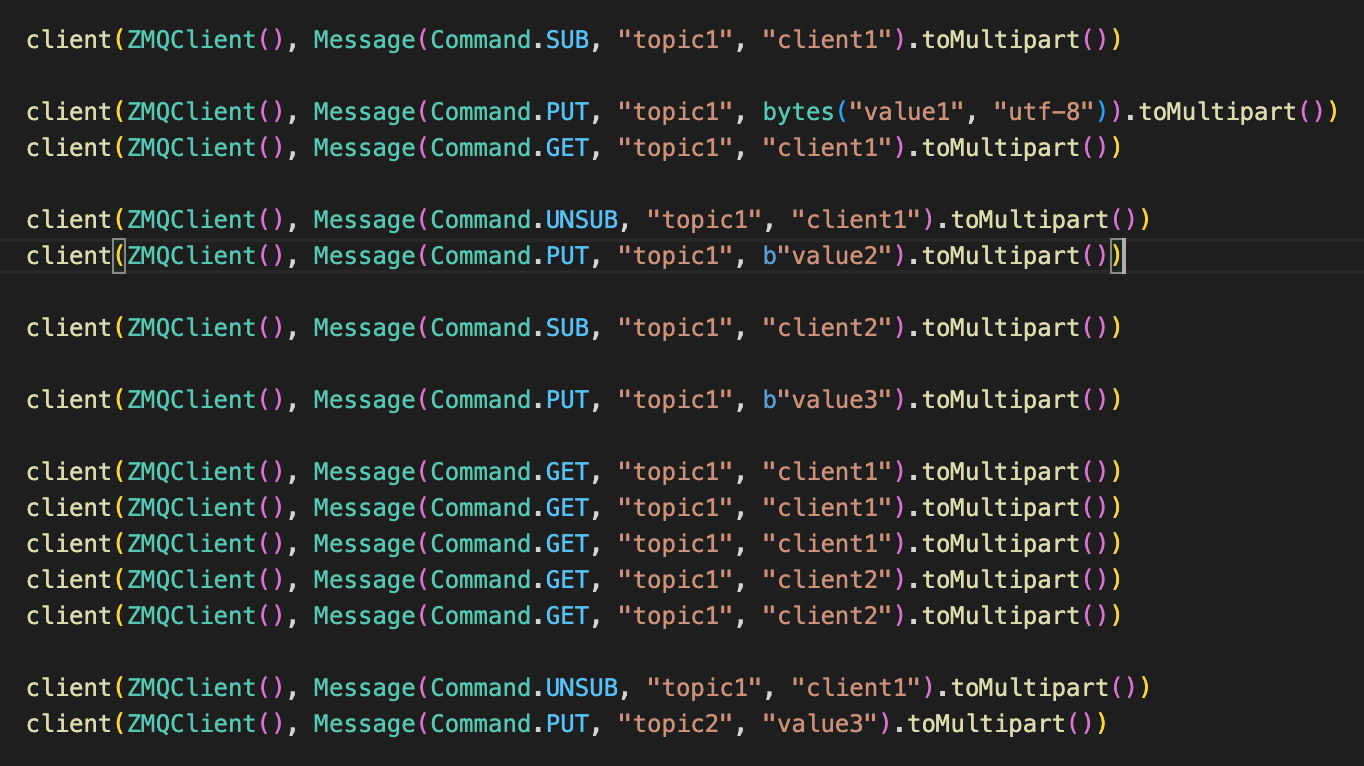 client(ZMQClient(), Message(Command.SUB, "topic1", "client1").toMultipart())
client(ZMQClient(), Message(Command.PUT, "topic1", bytes("value1", "utf-8")).toMultipart())
client(ZMQClient(), Message(Command.GET, "topic1", "client1").toMultipart())
client(ZMQClient(), Message(Command.UNSUB, "topic1", "client1").toMultipart())
client(ZMQClient(), Message(Command.PUT, "topic1", b"value2").toMultipart())
client(ZMQClient(), Message(Command.SUB, "topic1", "client2").toMultipart())
client(ZMQClient(), Message(Command.PUT, "topic1", b"value3").toMultipart())
client(ZMQClient(), Message(Command.GET, "topic1", "client1").toMultipart())
client(ZMQClient(), Message(Command.GET, "topic1", "client1").toMultipart())
client(ZMQClient(), Message(Command.GET, "topic1", "client1").toMultipart())
client(ZMQClient(), Message(Command.GET, "topic1", "client2").toMultipart())
client(ZMQClient(), Message(Command.GET, "topic1", "client2").toMultipart())
client(ZMQClient(), Message(Command.UNSUB, "topic1", "client1").toMultipart())
client(ZMQClient(), Message(Command.PUT, "topic2", "value3").toMultipart())